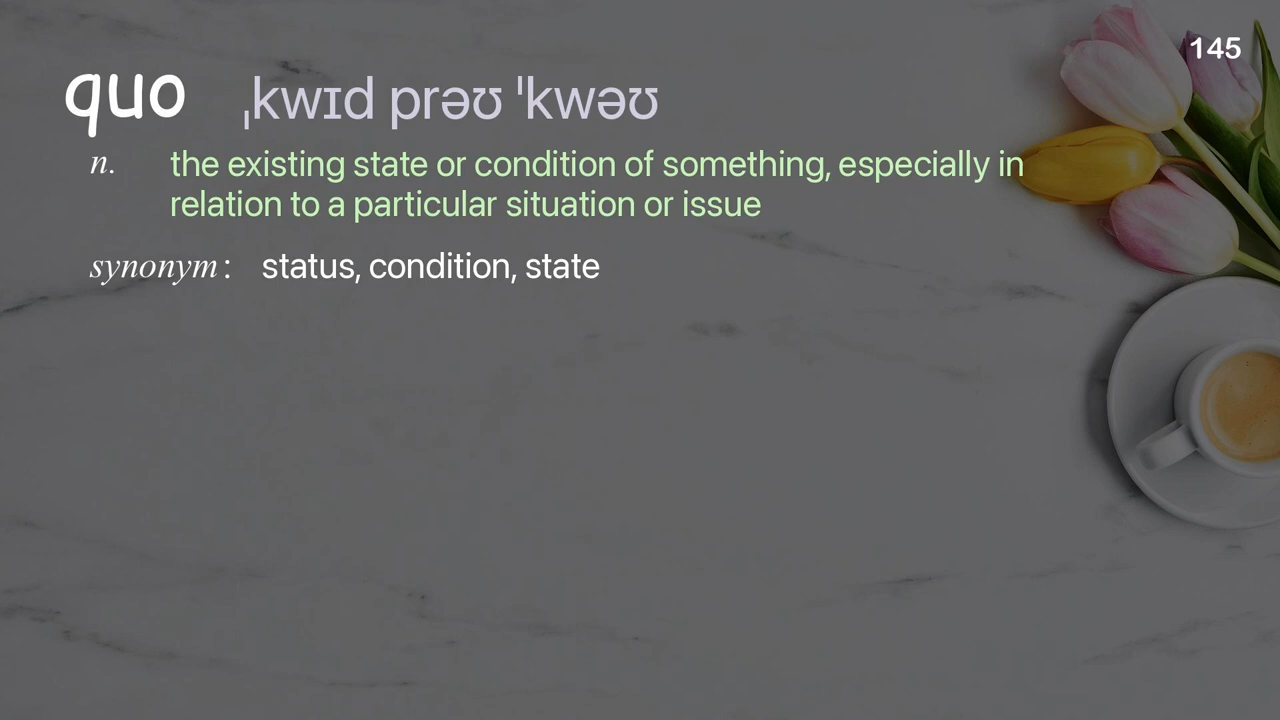 145
quo ˌkwɪd prəʊ ˈkwəʊ
n. the existing state or condition of something, especially in
relation to a particular situation or issue
synonym: status, condition, state